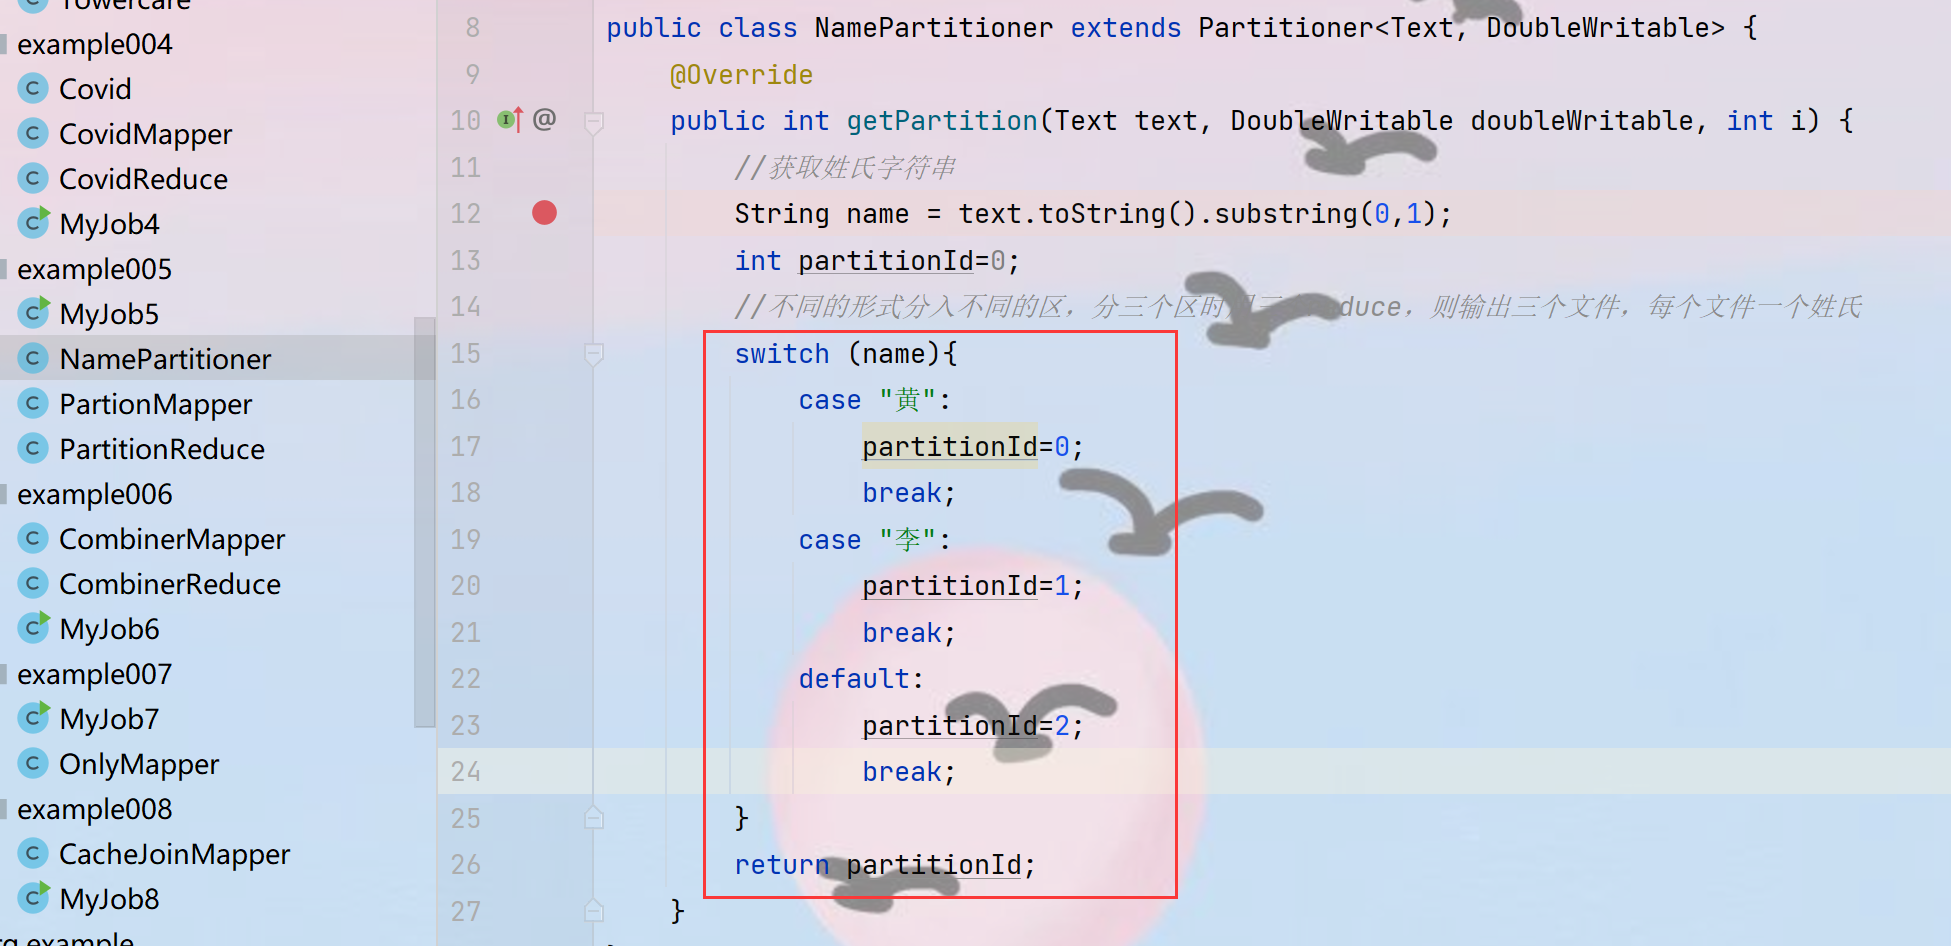 Towercare
example004
Covid
CovidMapper
CovidReduce
MyJob4
example005
MyJob5
NamePartitioner
PartionMapper
PartitionReduce
example006
CombinerMapper
CombinerReduce
MyJob6
example007
MyJob7
OnlyMapper
example008
CacheJoinMapper
MyJob8
example
8 public class NamePartitioner extends Partitioner<Text, DoubleWritable> {
9 @Override
10 public int getPartition(Text text, DoubleWritable doubleWritable, int i) {
11 //获取姓氏字符串
12 String name = text.toString().substring(0,1);
13 int partitionId=0;
14 //不同的形式分入不同的区，分三个区时 duce，则输出三个文件，每个文件一个姓氏
15 switch (name){
16 case "黄":
17 partitionId=0;
18 break;
19 case "李":
20 partitionId=1;
21 break;
22 default:
23 partitionId=2;
24 break;
25 }
26 return partitionId;
27 }